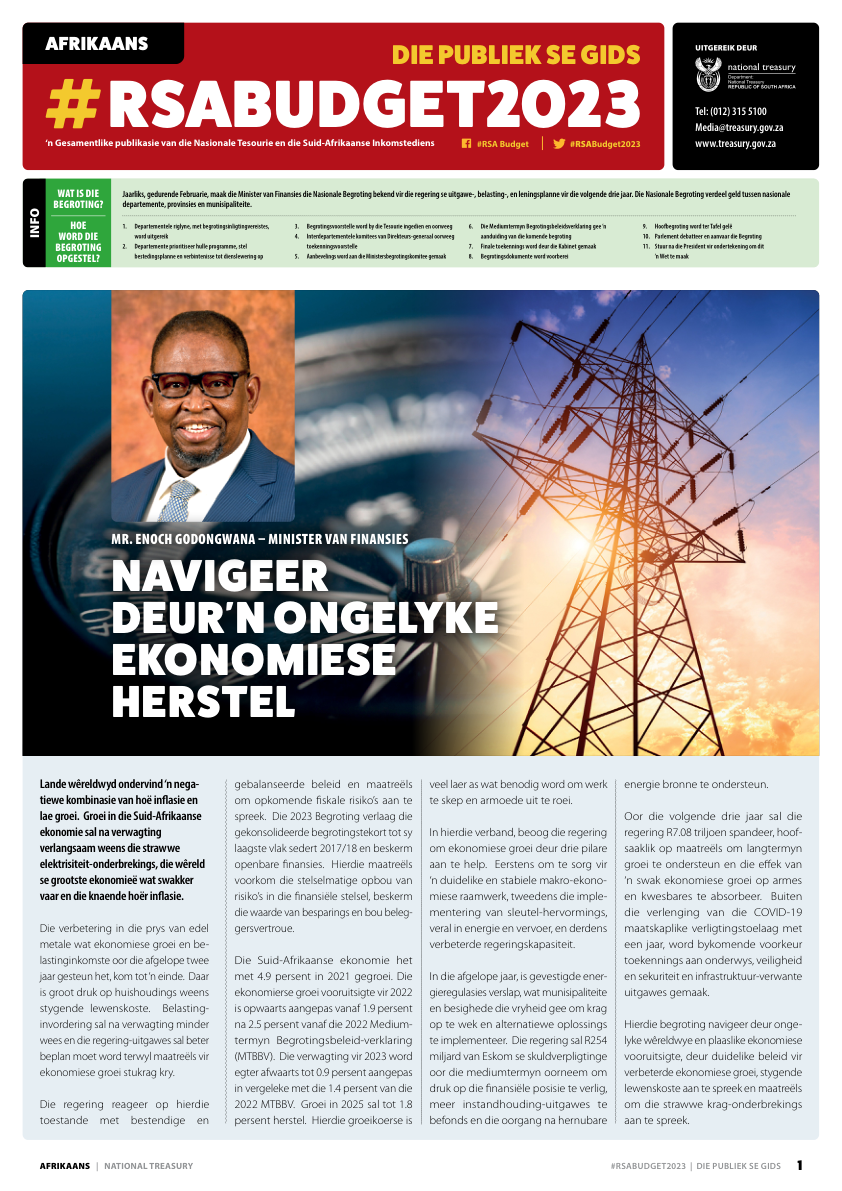 AFRIKAANS
DIE PUBLIEK SE GIDS
#RSABUDGET2023
'n Gesamentlike publikasie van die Nasionale Tesourie en die Suid-Afrikaanse Inkomstediens
#RSA Budget
#RSABudget2023
UITGEREIK DEUR
national treasury
Department:
National Treasury
REPUBLIC OF SOUTH AFRICA
Tel: (012) 315 5100
Media@treasury.gov.za
www.treasury.gov.za
INFO
WAT IS DIE
BEGROTING?
Jaarliks, gedurende Februarie, maak die Minister van Finansies die Nasionale Begroting bekend vir die regering se uitgawe-, belasting-, en leningsplanne vir die volgende drie jaar. Die Nasionale Begroting verdeel geld tussen nasionale
departemente, provinsies en munisipaliteite.
HOE
WORD DIE
BEGROTING
OPGESTEL?
1. Departementele riglyne, met begrotingsinligtingvereistes,
word uitgereik
2. Departemente prioritiseer hulle programme, stel
bestedingsplanne en verbintenisse tot dienslewering op
3. Begrotingsvoorstelle word by die Tesourie ingedien en oorweeg
4. Interdepartementele komitees van Direkteurs-generaal oorweeg
toekenningsvoorstelle
5. Aanbevelings word aan die Ministersbegrotingskomitee gemaak
6. Die Mediumtermyn Begrotingsbeleidverklaring gee 'n
aanduiding van die komende begroting
7. Finale toekennings word deur die Kabinet gemaak
8. Begrotingsdokumente word voorberei
9. Hoofbegroting word ter Tafel gelê
10. Parlement debatteer en aanvaar die Begroting
11. Stuur na die President vir ondertekening om dit
'n Wet te maak
MR. ENOCH GODONGWANA – MINISTER VAN FINANSIES
NAVIGEER
DEUR'N ONGELYKE
EKONOMIESE
HERSTEL
Lande wêreldwyd ondervind 'n nega-
tiewe kombinasie van hoë inflasie en
lae groei. Groei in die Suid-Afrikaanse
ekonomie sal na verwagting
verlangsaam weens die strawwe
elektrisiteit-onderbrekings, die wêreld
se grootste ekonomieë wat swakker
vaar en die knaende hoër inflasie.
Die verbetering in die prys van edel
metale wat ekonomiese groei en be-
lastinginkomste oor die afgelope twee
jaar gesteun het, kom tot 'n einde. Daar
is groot druk op huishoudings weens
stygende lewenskoste. Belasting-
invordering sal na verwagting minder
wees en die regering-uitgawes sal beter
beplan moet word terwyl maatreëls vir
ekonomiese groei stukrag kry.
Die regering reageer op hierdie
toestande met bestendige en
gebalanseerde beleid en maatreëls
om opkomende fiskale risiko's aan te
spreek. Die 2023 Begroting verlaag die
gekonsolideerde begrotingstekort tot sy
laagste vlak sedert 2017/18 en beskerm
openbare finansies. Hierdie maatreëls
voorkom die stelselmatige opbou van
risiko's in die finansiële stelsel, beskerm
die waarde van besparings en bou beleg-
gersvertroue.
Die Suid-Afrikaanse ekonomie het
met 4.9 persent in 2021 gegroei. Die
ekonomierse groei vooruitsigte vir 2022
is opwaarts aangepas vanaf 1.9 persent
na 2.5 persent vanaf die 2022 Medium-
termyn Begrotingsbeleid-verklaring
(MTBBV). Die verwagting vir 2023 word
egter afwaarts tot 0.9 persent aangepas
in vergeleke met die 1.4 persent van die
2022 MTBBV. Groei in 2025 sal tot 1.8
persent herstel. Hierdie groeikoerse is
veel laer as wat benodig word om werk
te skep en armoede uit te roei.
In hierdie verband, beoog die regering
om ekonomiese groei deur drie pilare
aan te help. Eerstens om te sorg vir
'n duidelike en stabiele makro-ekono-
miese raamwerk, tweedens die imple-
mentering van sleutel-hervormings,
veral in energie en vervoer, en derdens
verbeterde regeringskapasiteit.
In die afgelope jaar, is gevestigde ener-
gieregulasies verslap, wat munisipaliteite
en besighede die vryheid gee om krag
op te wek en alternatiewe oplossings
te implementeer. Die regering sal R254
miljard van Eskom se skuldverpligtinge
oor die mediumtermyn oorneem om
druk op die finansiële posisie te verlig,
meer instandhouding-uitgawes te
befonds en die oorgang na hernubare
energie bronne te ondersteun.
Oor die volgende drie jaar sal die
regering R7.08 triljoen spandeer, hoof-
saaklik op maatreëls om langtermyn
groei te ondersteun en die effek van
'n swak ekonomiese groei op armes
en kwesbares te absorbeer. Buiten
die verlenging van die COVID-19
maatskaplike verligtingstoelaag met
een jaar, word bykomende voorkeur
toekennings aan onderwys, veiligheid
en sekuriteit en infrastruktuur-verwante
uitgawes gemaak.
Hierdie begroting navigeer deur onge-
lyke wêreldwye en plaaslike ekonomiese
vooruitsigte, deur duidelike beleid vir
verbeterde ekonomiese groei, stygende
lewenskoste aan te spreek en maatreëls
om die strawwe krag-onderbrekings
aan te spreek.
AFRIKAANS | NATIONAL TREASURY
#RSABUDGET2023 | DIE PUBLIEK SE GIDS 1